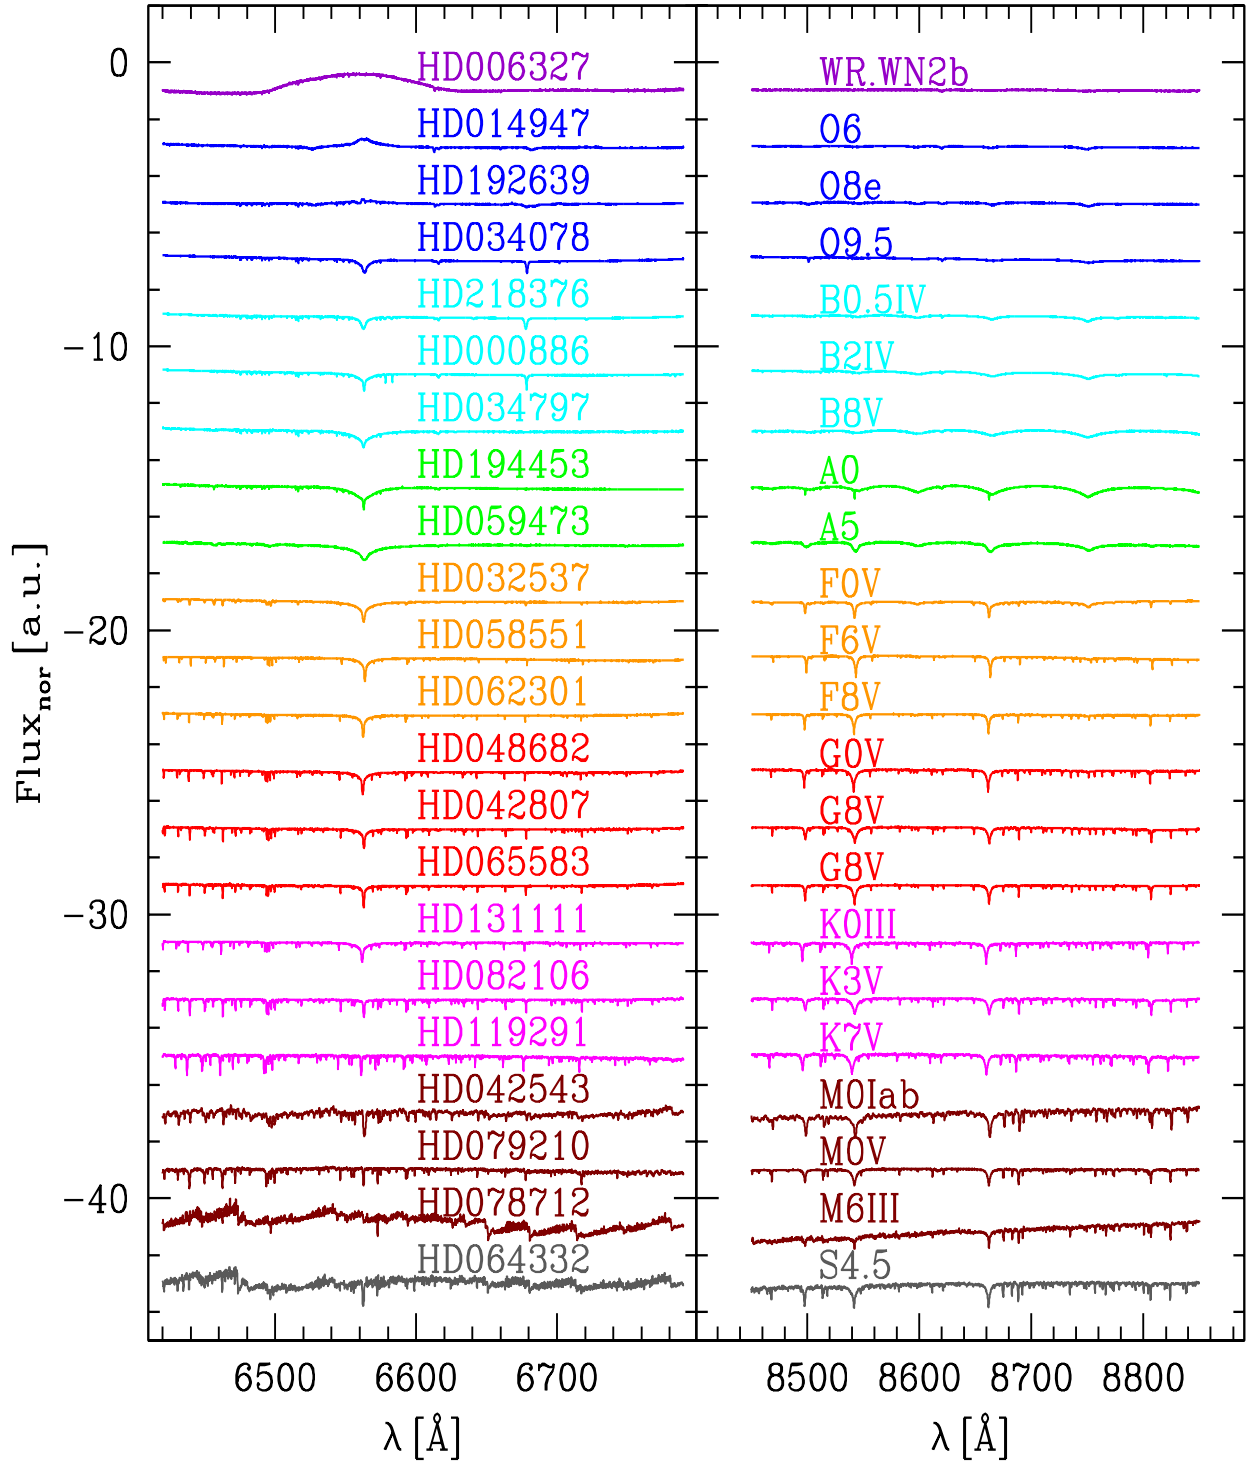 0
HD006327 WR.WN2b
HD014947 O6
HD192639 O8e
HD034078 O9.5
HD218376 B0.5IV
−10
HD000886 B2IV
HD034797 B8V
HD194453 A0
HD059473 A5
HD032537 F0V
−20
HD058551 F6V
HD062301 F8V
HD048682 G0V
HD042807 G8V
HD065583 G8V
−30
HD131111 K0III
HD082106 K3V
HD119291 K7V
HD042543 M0Iab
HD079210 M0V
−40
HD078712 M6III
HD064332 S4.5
Flux_nor [a.u.]
6500 6600 6700 8500 8600 8700 8800
λ [Å] λ [Å]